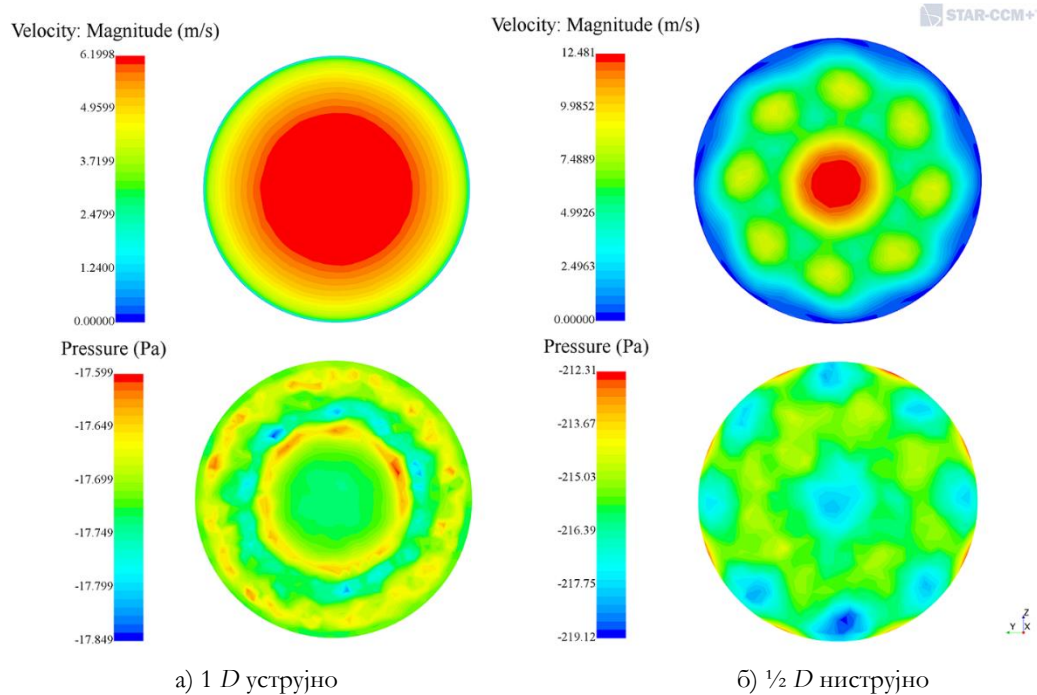 STAR-CCM+
Velocity: Magnitude (m/s)
6.1998
4.9599
3.7199
2.4799
1.2400
0.00000
Velocity: Magnitude (m/s)
12.481
9.9852
7.4889
4.9926
2.4963
0.00000
Pressure (Pa)
-17.599
-17.649
-17.699
-17.749
-17.799
-17.849
Pressure (Pa)
-212.31
-213.67
-215.03
-216.39
-217.75
-219.12
Z
Y X
а) 1 D уструјно
б) ½ D ниструјно